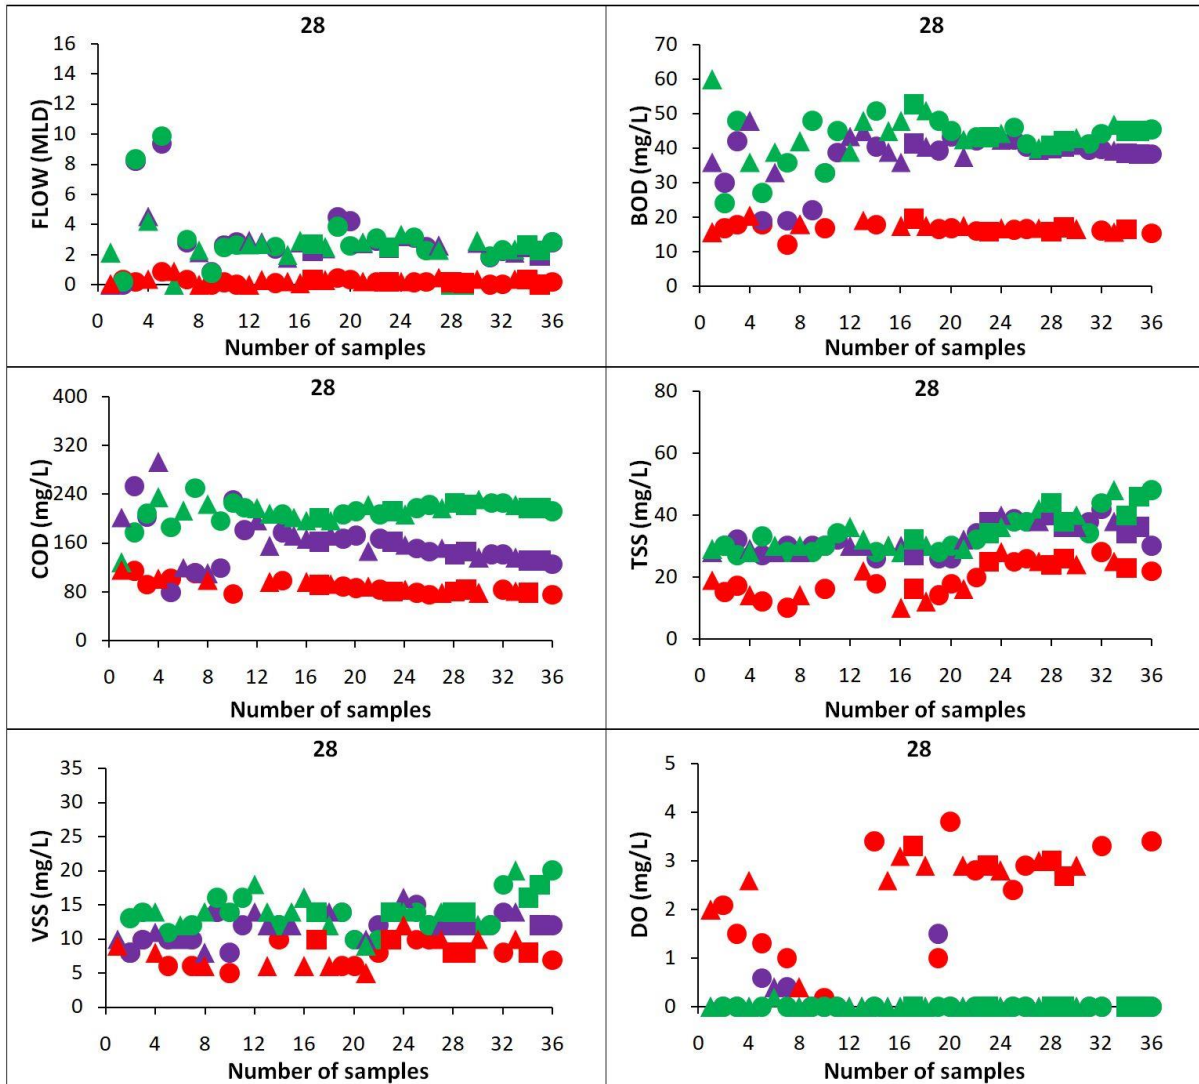 28
FLOW (MLD)
16
14
12
10
8
6
4
2
0
0 4 8 12 16 20 24 28 32 36
Number of samples
28
BOD (mg/L)
70
60
50
40
30
20
10
0
0 4 8 12 16 20 24 28 32 36
Number of samples
28
COD (mg/L)
400
320
240
160
80
0
0 4 8 12 16 20 24 28 32 36
Number of samples
28
TSS (mg/L)
80
60
40
20
0
0 4 8 12 16 20 24 28 32 36
Number of samples
28
VSS (mg/L)
35
30
25
20
15
10
5
0
0 4 8 12 16 20 24 28 32 36
Number of samples
28
DO (mg/L)
5
4
3
2
1
0
0 4 8 12 16 20 24 28 32 36
Number of samples